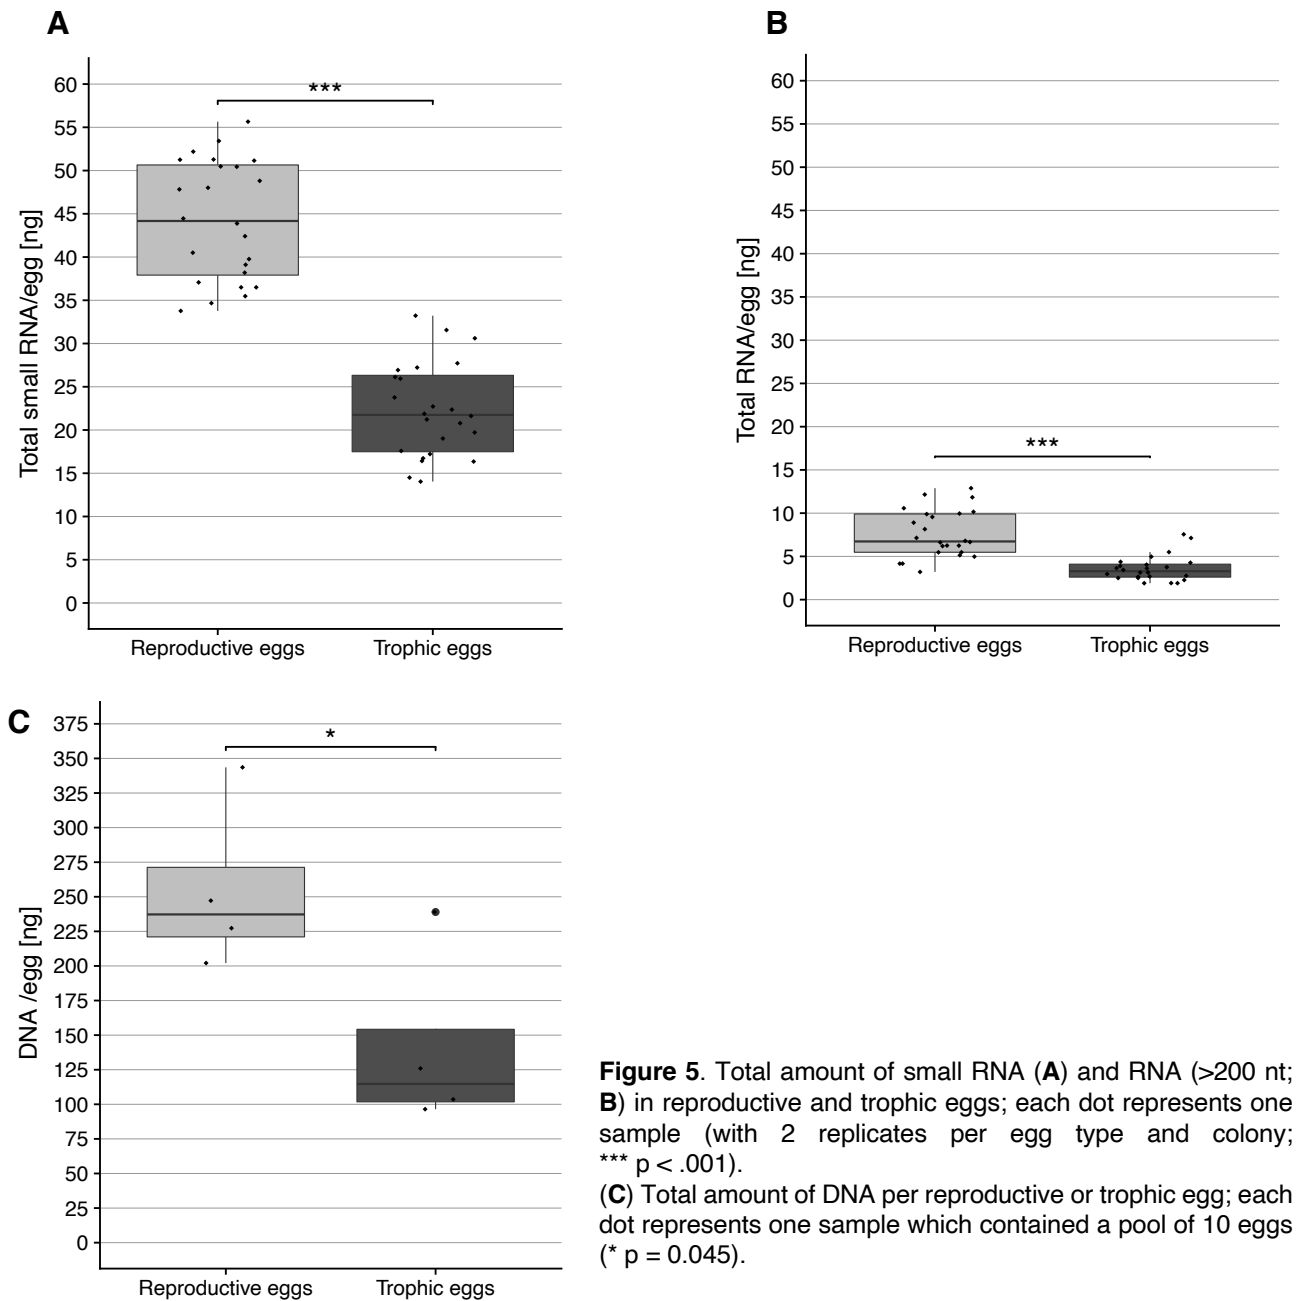 A
60
55
50
45
40
35
30
25
20
15
10
5
0
Total small RNA/egg [ng]
***
Reproductive eggs
Trophic eggs
B
60
55
50
45
40
35
30
25
20
15
10
5
0
Total RNA/egg [ng]
***
Reproductive eggs
Trophic eggs
C
375
350
325
300
275
250
225
200
175
150
125
100
75
50
25
0
DNA /egg [ng]
*
Reproductive eggs
Trophic eggs
Figure 5. Total amount of small RNA (A) and RNA (>200 nt;
B) in reproductive and trophic eggs; each dot represents one
sample (with 2 replicates per egg type and colony;
*** p < .001).
(C) Total amount of DNA per reproductive or trophic egg; each
dot represents one sample which contained a pool of 10 eggs
(* p = 0.045).